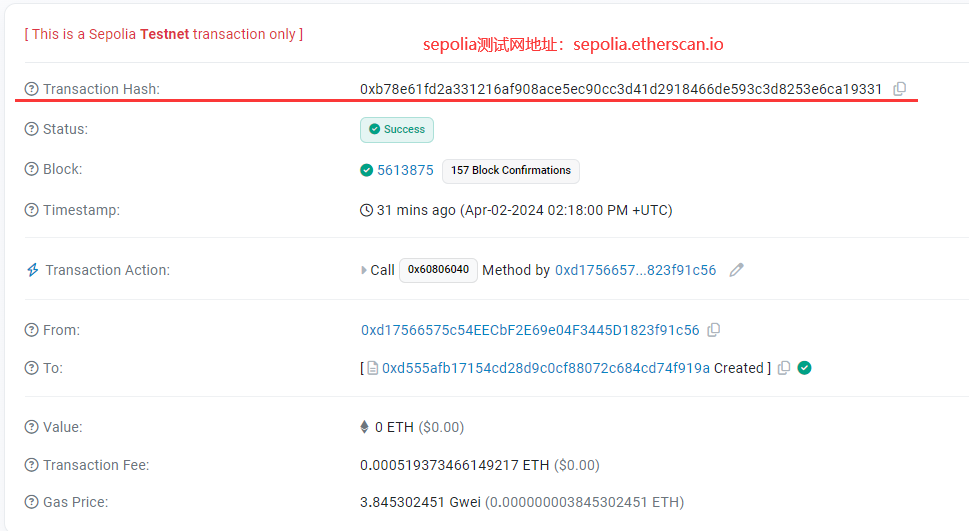 [ This is a Sepolia Testnet transaction only ]
sepolia测试网地址：sepolia.etherscan.io
Transaction Hash: 0xb78e61fd2a331216af908ace5ec90cc3d41d2918466de593c3d8253e6ca19331
Status: Success
Block: 5613875 157 Block Confirmations
Timestamp: 31 mins ago (Apr-02-2024 02:18:00 PM +UTC)
Transaction Action: Call 0x60806040 Method by 0xd1756657...823f91c56
From: 0xd17566575c54EECbF2E69e04F3445D1823f91c56
To: [ 0xd555afb17154cd28d9c0cf88072c684cd74f919a Created ]
Value: 0 ETH ($0.00)
Transaction Fee: 0.000519373466149217 ETH ($0.00)
Gas Price: 3.845302451 Gwei (0.000000003845302451 ETH)